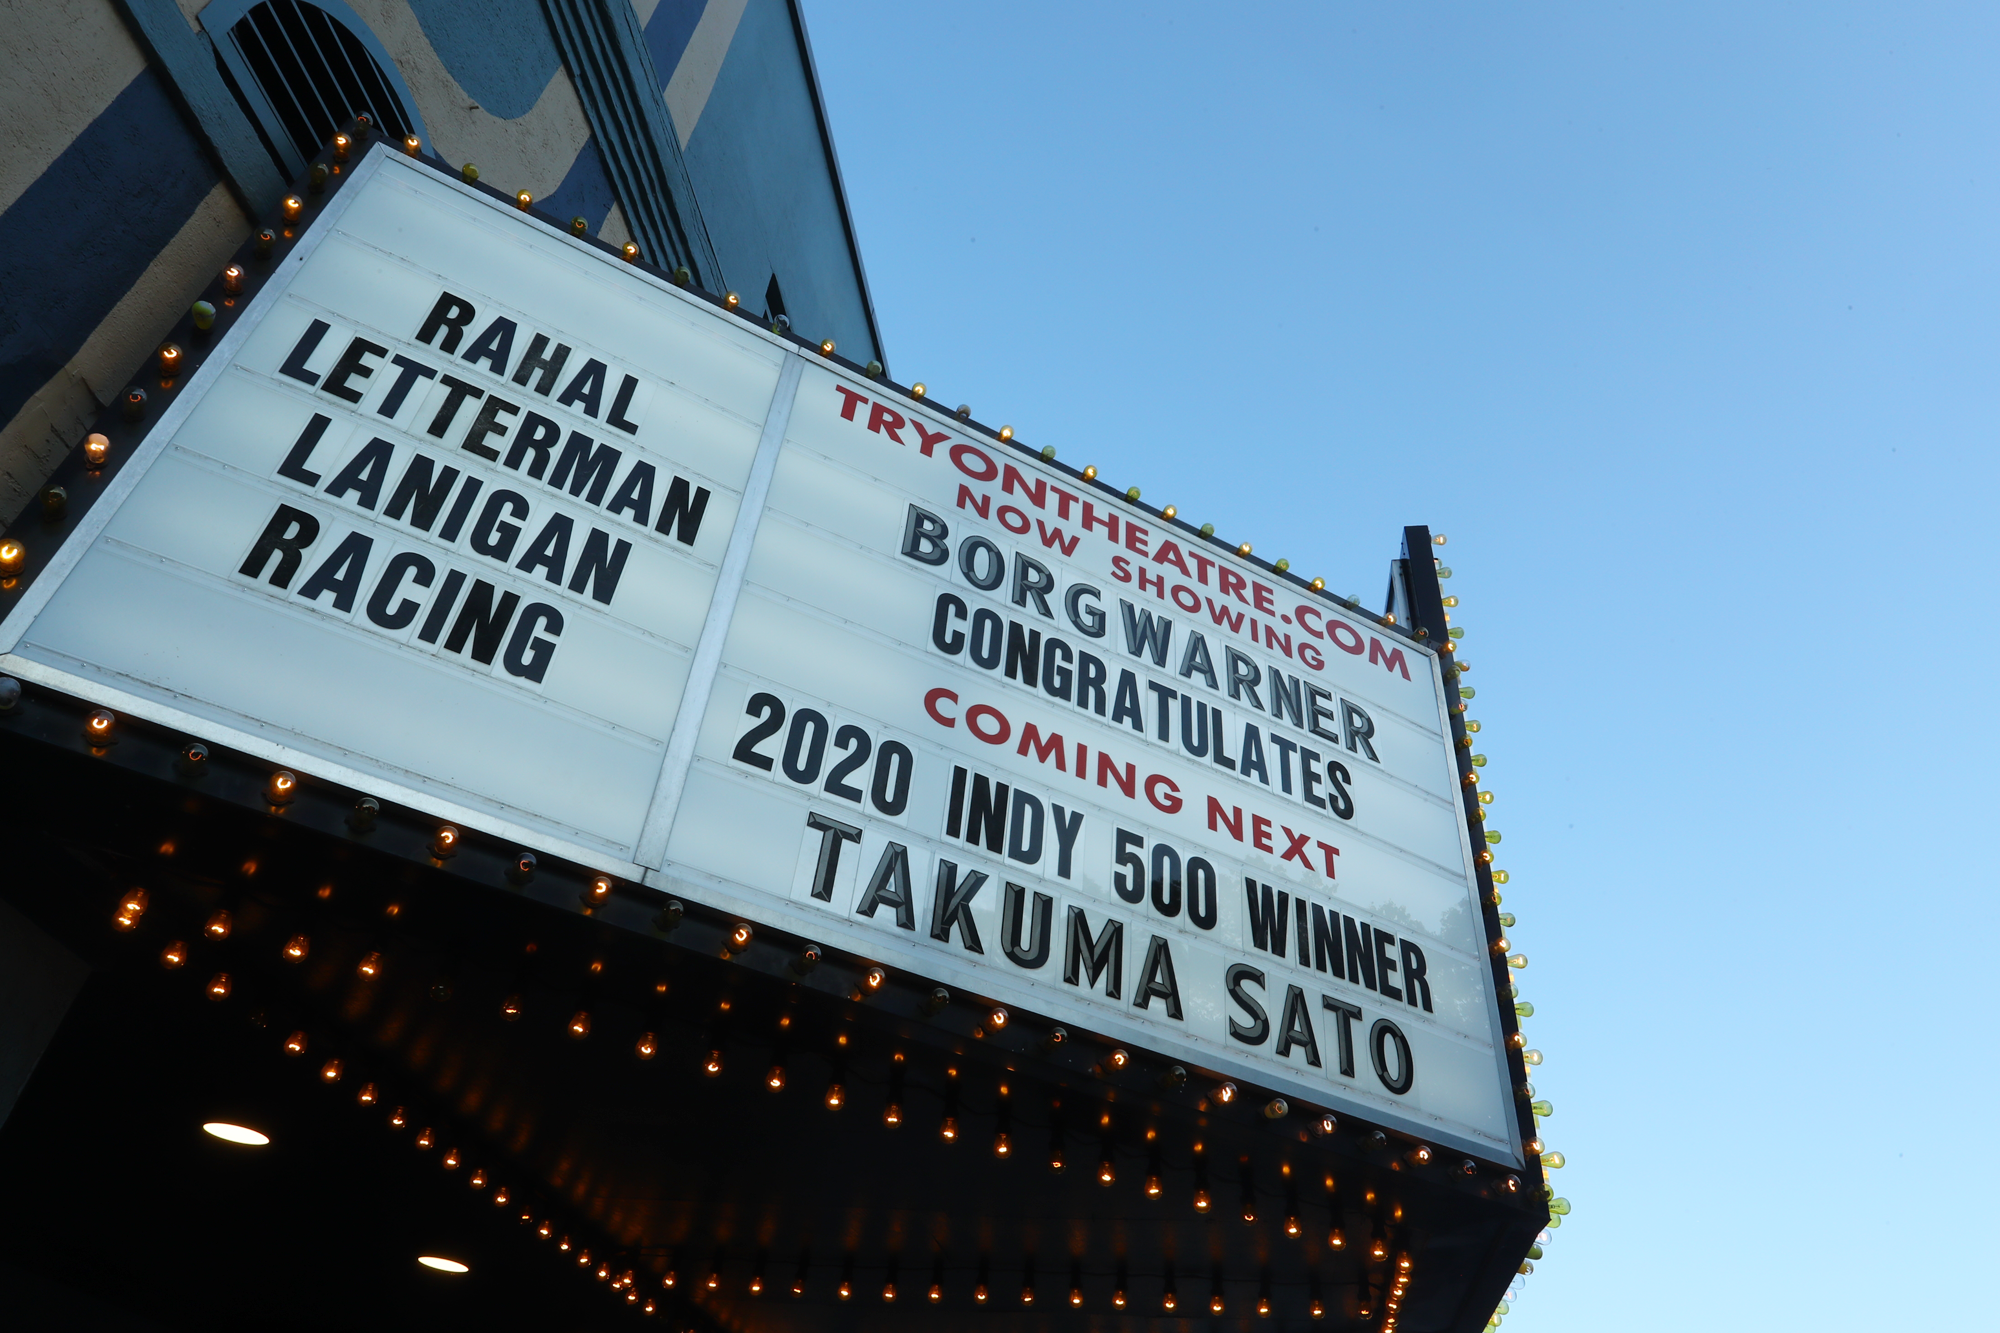 RAHAL
LETTERMAN
LANIGAN
RACING
TRYONTHEATRE.COM
NOW SHOWING
BORGWARNER
CONGRATULATES
COMING NEXT
2020 INDY 500 WINNER
TAKUMA SATO